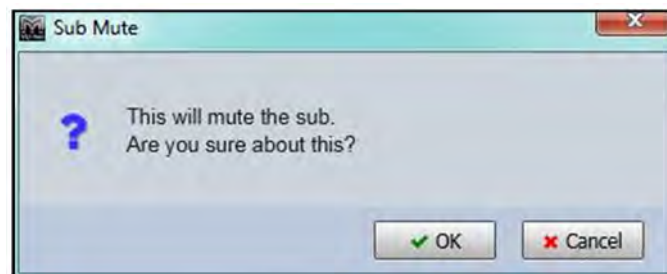 Sub Mute
This will mute the sub.
Are you sure about this?
OK
Cancel